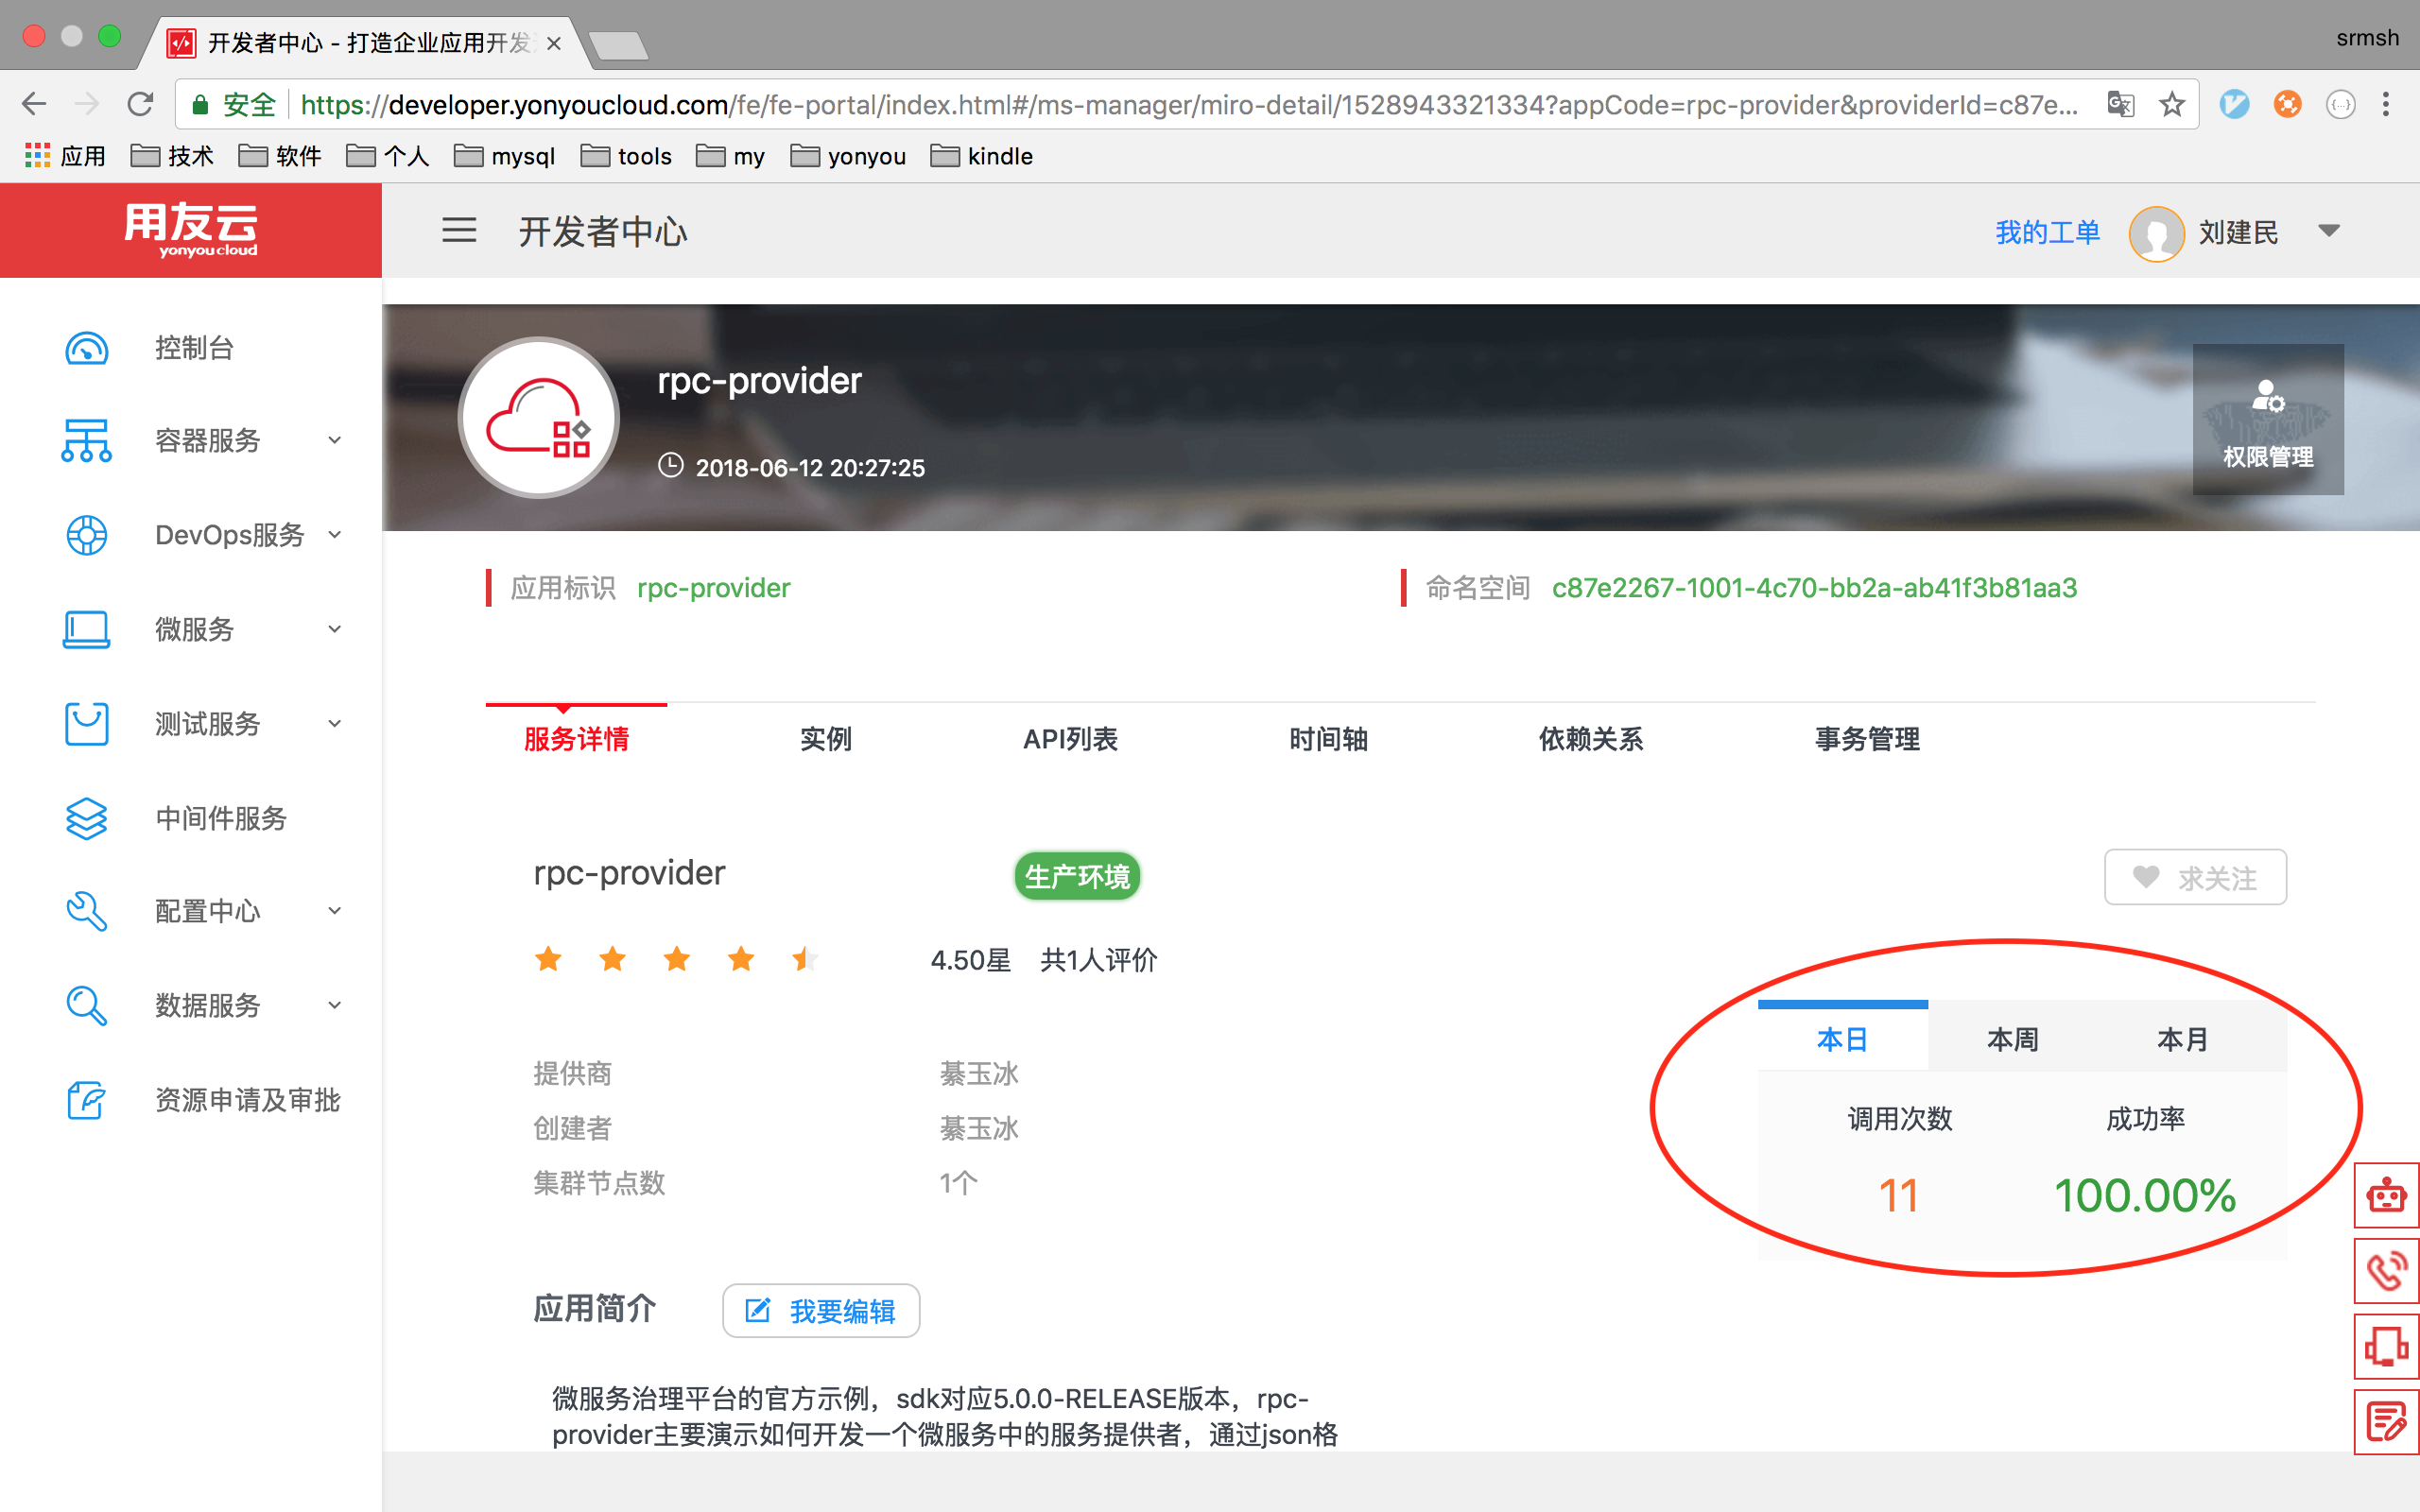 开发者中心 - 打造企业应用开发
srmsh
安全 https://developer.yonyoucloud.com/fe/fe-portal/index.html#/ms-manager/miro-detail/1528943321334?appCode=rpc-provider&providerId=c87e...
应用 技术 软件 个人 mysql tools my yonyou kindle
用友云
yonyou cloud
开发者中心
我的工单 刘建民
控制台
容器服务
DevOps服务
微服务
测试服务
中间件服务
配置中心
数据服务
资源申请及审批
rpc-provider
2018-06-12 20:27:25
权限管理
应用标识 rpc-provider
命名空间 c87e2267-1001-4c70-bb2a-ab41f3b81aa3
服务详情 实例 API列表 时间轴 依赖关系 事务管理
rpc-provider 生产环境
求关注
4.50星 共1人评价
提供商 綦玉冰
创建者 綦玉冰
集群节点数 1个
本日 本周 本月
调用次数 成功率
11 100.00%
应用简介 我要编辑
微服务治理平台的官方示例，sdk对应5.0.0-RELEASE版本，rpc-
provider主要演示如何开发一个微服务中的服务提供者，通过json格